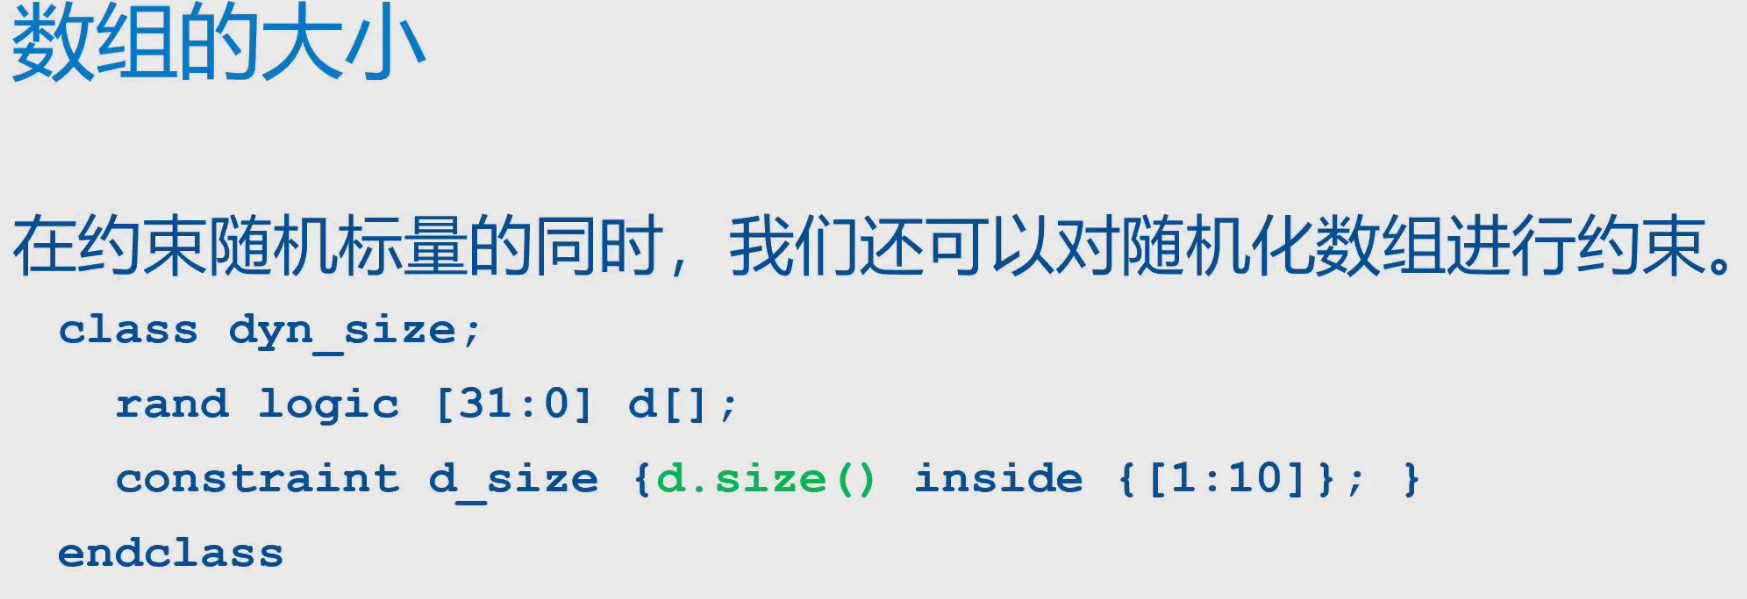 数组的大小
在约束随机标量的同时，我们还可以对随机化数组进行约束。
class dyn_size;
rand logic [31:0] d[];
constraint d_size {d.size() inside {[1:10]}; }
endclass